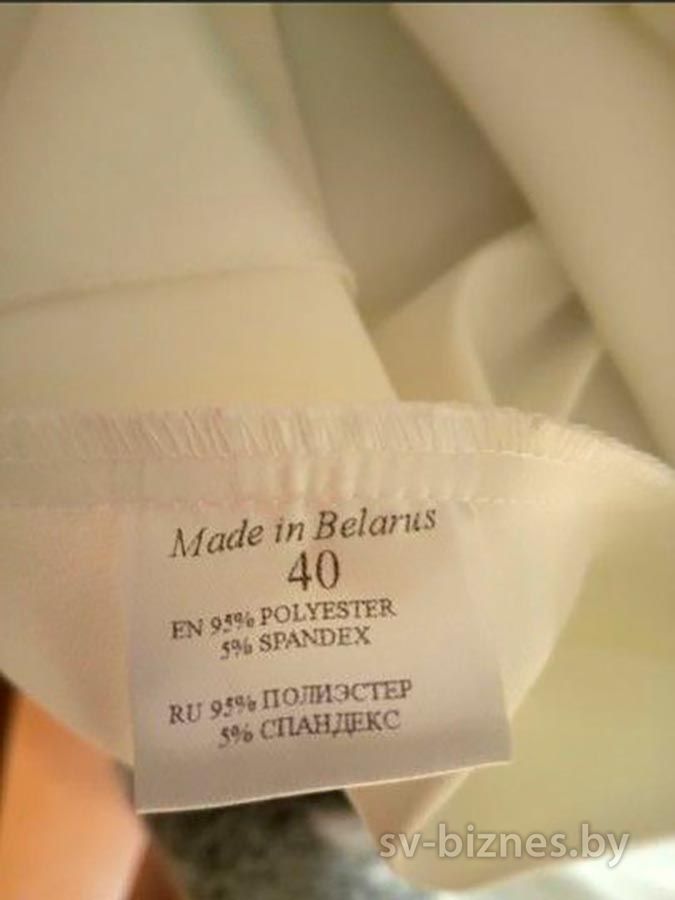 Made in Belarus
40
EN 95% POLYESTER
5% SPANDEX
RU 95% ПОЛИЭСТЕР
5% СПАНДЕКС
sv-biznes.by